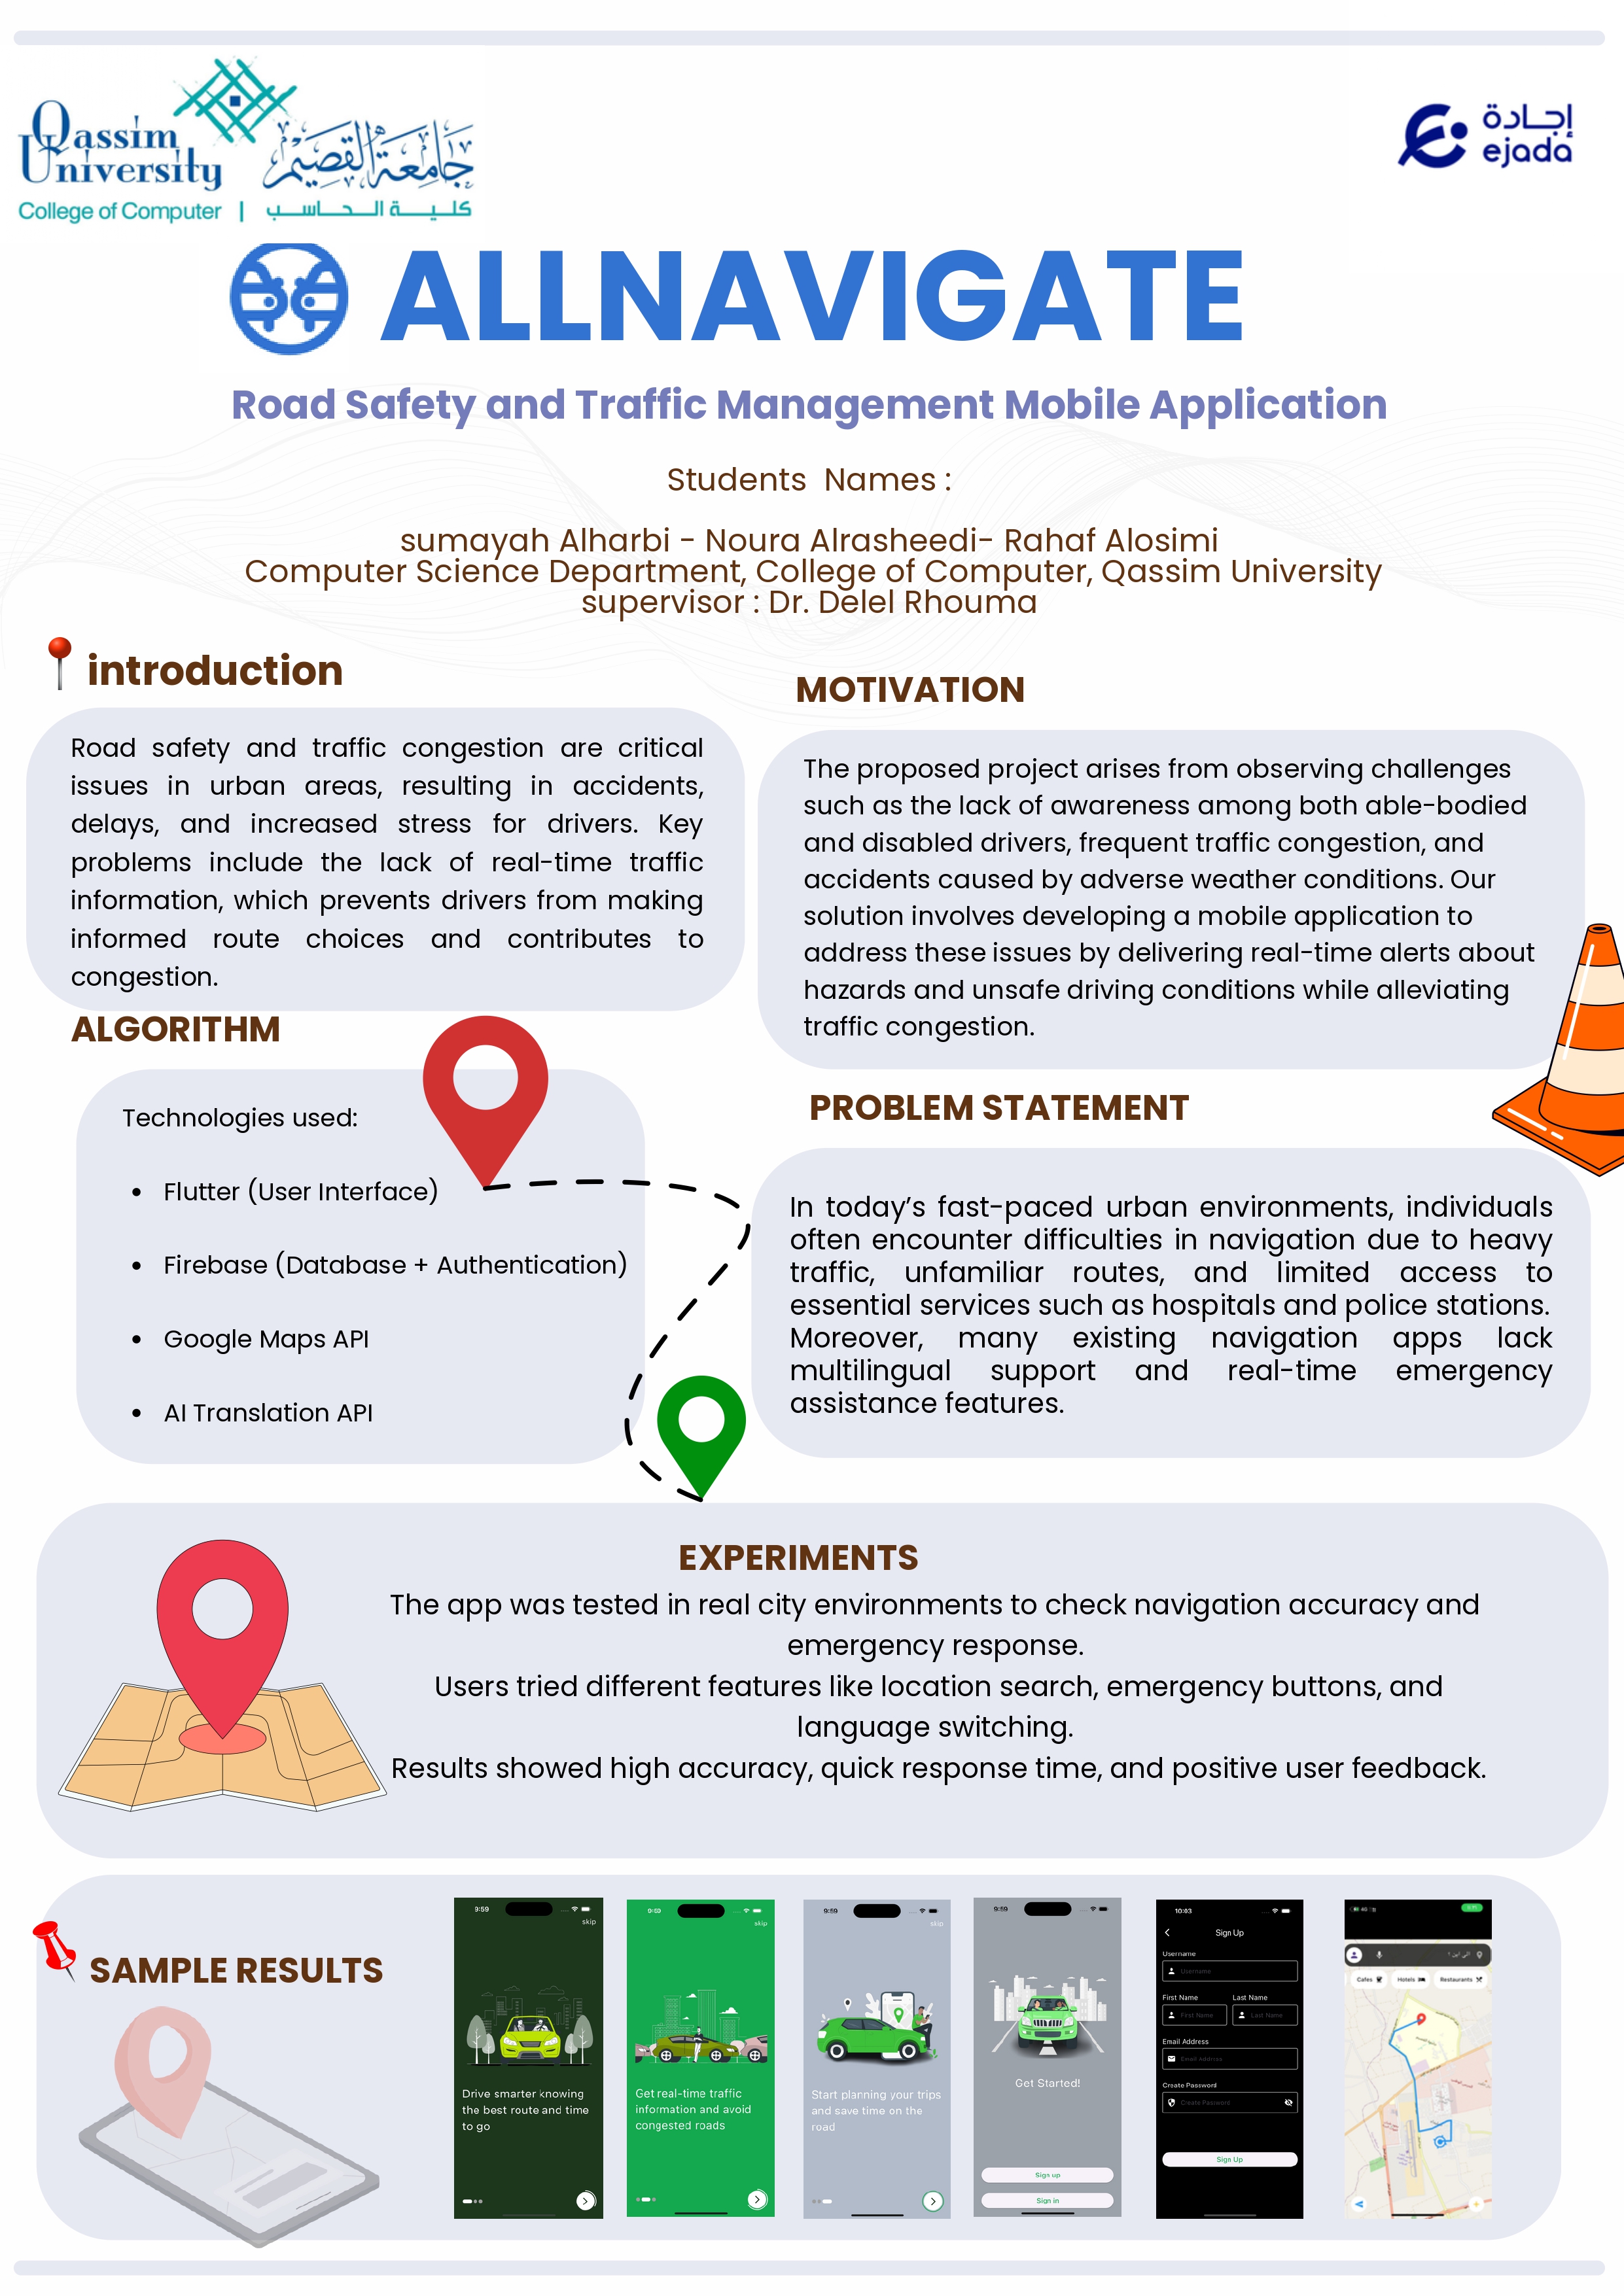 Qassim
University
جامعة القصيم
College of Computer | كلية الحاسب
إجادة
ejada
ALLNAVIGATE
Road Safety and Traffic Management Mobile Application
Students Names :
sumayah Alharbi - Noura Alrasheedi- Rahaf Alosimi
Computer Science Department, College of Computer, Qassim University
supervisor : Dr. Delel Rhouma
introduction
Road safety and traffic congestion are critical
issues in urban areas, resulting in accidents,
delays, and increased stress for drivers. Key
problems include the lack of real-time traffic
information, which prevents drivers from making
informed route choices and contributes to
congestion.
MOTIVATION
The proposed project arises from observing challenges
such as the lack of awareness among both able-bodied
and disabled drivers, frequent traffic congestion, and
accidents caused by adverse weather conditions. Our
solution involves developing a mobile application to
address these issues by delivering real-time alerts about
hazards and unsafe driving conditions while alleviating
traffic congestion.
ALGORITHM
Technologies used:
• Flutter (User Interface)
• Firebase (Database + Authentication)
• Google Maps API
• AI Translation API
PROBLEM STATEMENT
In today’s fast-paced urban environments, individuals
often encounter difficulties in navigation due to heavy
traffic, unfamiliar routes, and limited access to
essential services such as hospitals and police stations.
Moreover, many existing navigation apps lack
multilingual support and real-time emergency
assistance features.
EXPERIMENTS
The app was tested in real city environments to check navigation accuracy and
emergency response.
Users tried different features like location search, emergency buttons, and
language switching.
Results showed high accuracy, quick response time, and positive user feedback.
SAMPLE RESULTS
9:59
skip
Drive smarter knowing
the best route and time
to go
9:59
skip
Get real-time traffic
information and avoid
congested roads
9:59
skip
Start planning your trips
and save time on the
road
9:59
Get Started!
Sign up
Sign in
10:03
Sign Up
Username
Username
First Name Last Name
First Name Last Name
Email Address
Email Address
Create Password
Create Password
Sign Up
4G
Cafes Hotels Restaurants